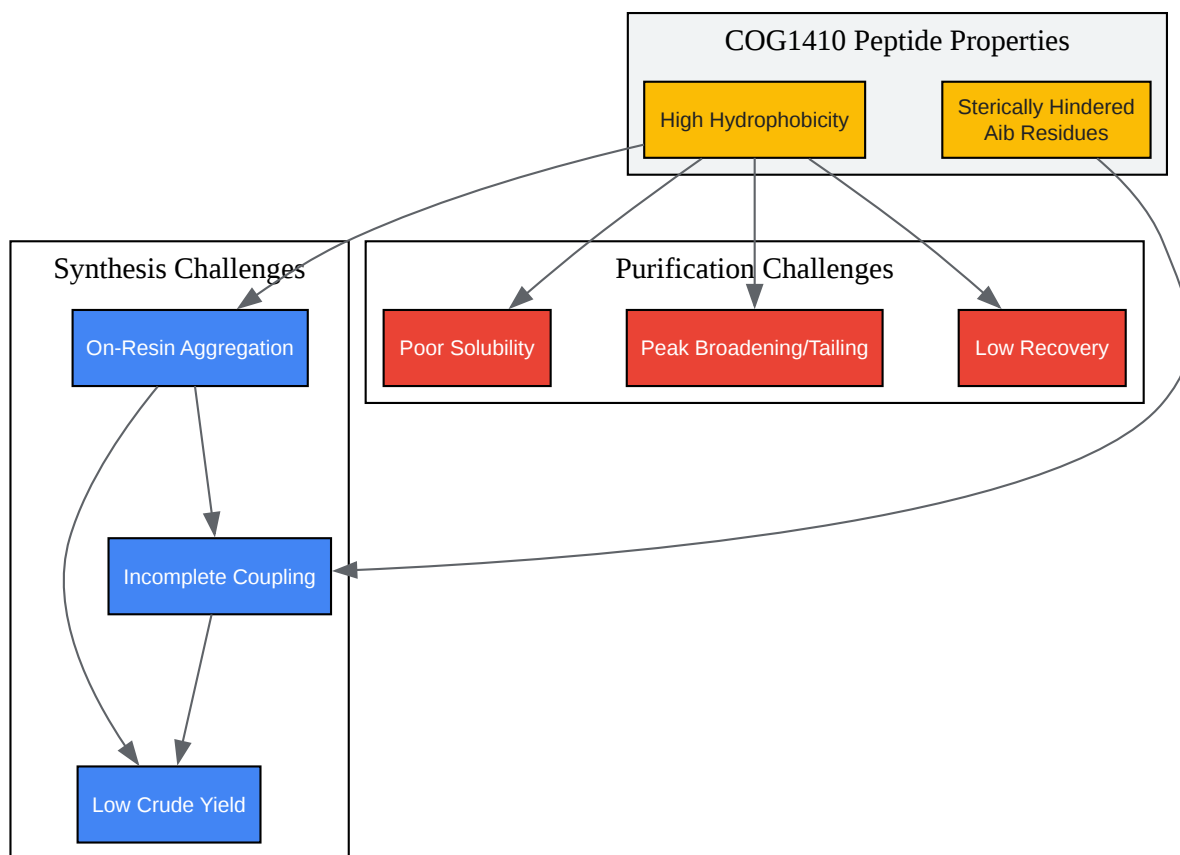 COG1410 Peptide Properties
High Hydrophobicity
Sterically Hindered
Aib Residues
Synthesis Challenges
Purification Challenges
On-Resin Aggregation
Poor Solubility
Peak Broadening/Tailing
Low Recovery
Incomplete Coupling
Low Crude Yield